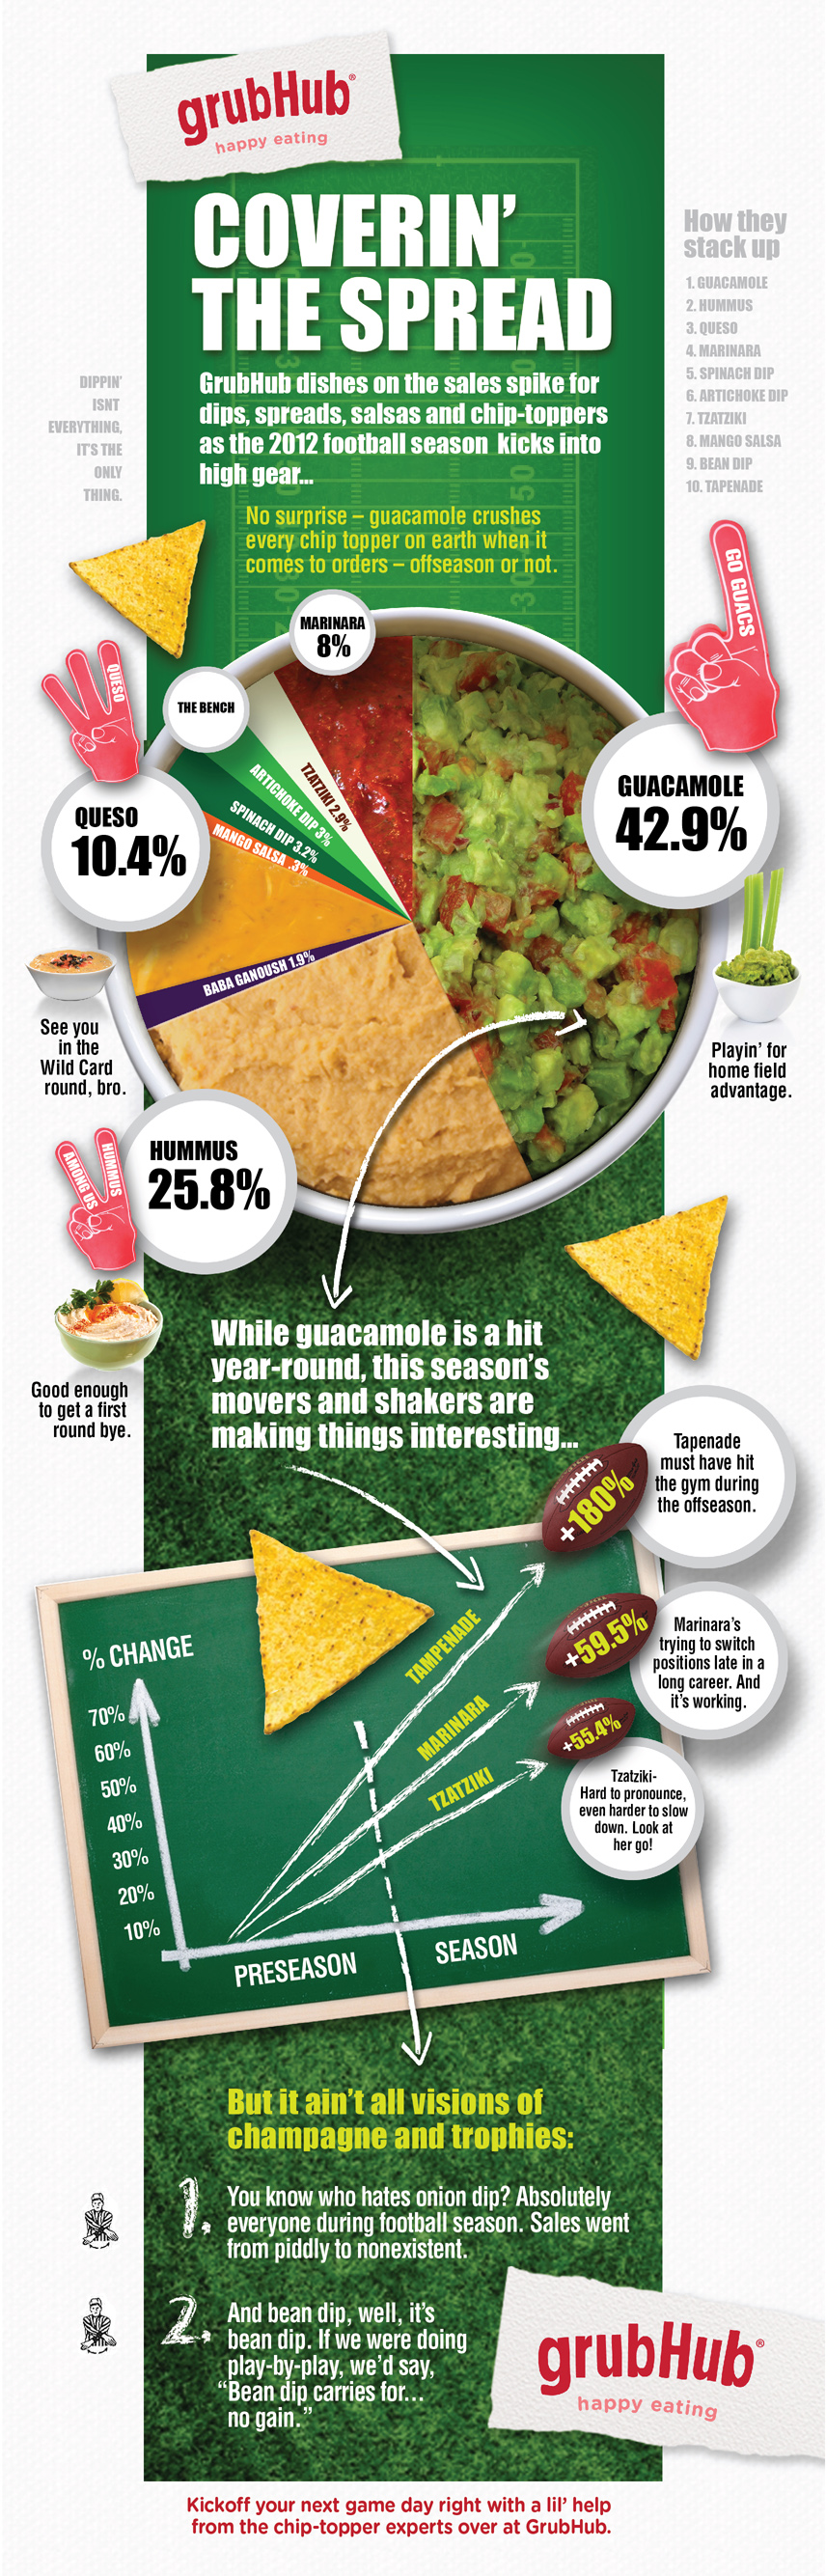 grubHub®
happy eating
COVERIN'
THE SPREAD
GrubHub dishes on the sales spike for
dips, spreads, salsas and chip-toppers
as the 2012 football season kicks into
high gear...
No surprise – guacamole crushes
every chip topper on earth when it
comes to orders – offseason or not.
How they
stack up
1. GUACAMOLE
2. HUMMUS
3. QUESO
4. MARINARA
5. SPINACH DIP
6. ARTICHOKE DIP
7. TZATZIKI
8. MANGO SALSA
9. BEAN DIP
10. TAPENADE
DIPPIN'
ISNT
EVERYTHING,
IT'S THE
ONLY
THING.
GO GUACS
MARINARA
8%
THE BENCH
QUESO
QUESO
10.4%
GUACAMOLE
42.9%
TZATZIKI 2.9%
ARTICHOKE DIP 3%
SPINACH DIP 3.2%
MANGO SALSA .3%
BABA GANOUSH 1.9%
See you
in the
Wild Card
round, bro.
Playin' for
home field
advantage.
HUMMUS
AMONG US
HUMMUS
25.8%
Good enough
to get a first
round bye.
While guacamole is a hit
year-round, this season's
movers and shakers are
making things interesting...
Tapenade
must have hit
the gym during
the offseason.
+180%
Marinara's
trying to switch
positions late in a
long career. And
it's working.
+59.5%
+55.4%
Tzatziki-
Hard to pronounce,
even harder to slow
down. Look at
her go!
% CHANGE
70%
60%
50%
40%
30%
20%
10%
TAMPENADE
MARINARA
TZATZIKI
PRESEASON
SEASON
But it ain't all visions of
champagne and trophies:
1. You know who hates onion dip? Absolutely
everyone during football season. Sales went
from piddly to nonexistent.
2. And bean dip, well, it's
bean dip. If we were doing
play-by-play, we'd say,
“Bean dip carries for...
no gain.”
grubHub®
happy eating
Kickoff your next game day right with a lil' help
from the chip-topper experts over at GrubHub.